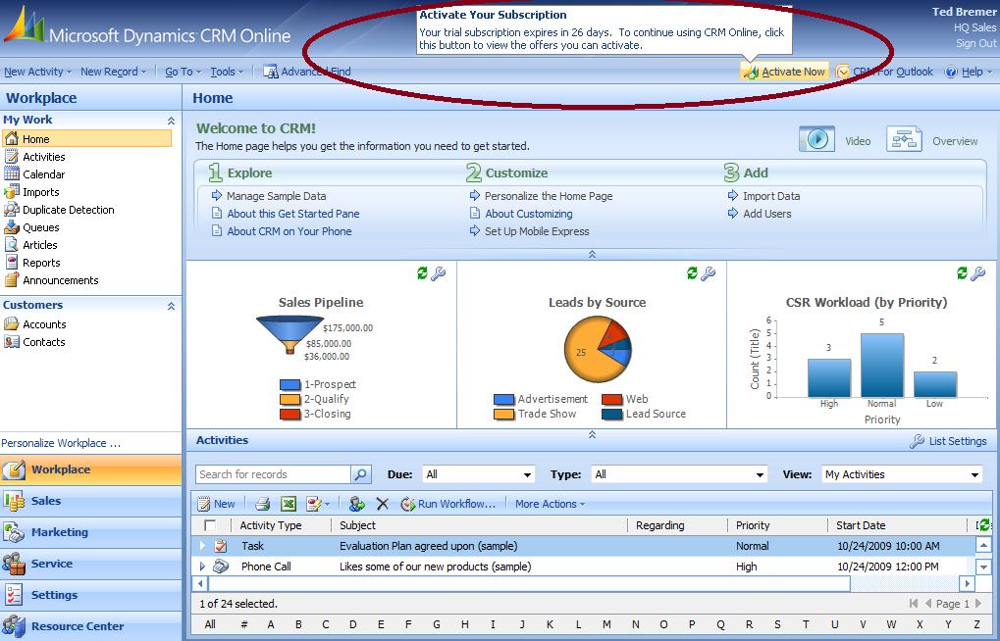 Microsoft Dynamics CRM Online
Activate Your Subscription
Your trial subscription expires in 26 days. To continue using CRM Online, click
this button to view the offers you can activate.
Ted Bremer
HQ Sales
Sign Out
New Activity New Record Go To Tools Advanced Find Activate Now CRM For Outlook Help
Workplace
My Work
Home
Activities
Calendar
Imports
Duplicate Detection
Queues
Articles
Reports
Announcements
Customers
Accounts
Contacts
Personalize Workplace ...
Workplace
Sales
Marketing
Service
Settings
Resource Center
Home
Welcome to CRM!
The Home page helps you get the information you need to get started.
Video Overview
1 Explore
Manage Sample Data
About this Get Started Pane
About CRM on Your Phone
2 Customize
Personalize the Home Page
About Customizing
Set Up Mobile Express
3 Add
Import Data
Add Users
Sales Pipeline
$175,000.00
$85,000.00
$36,000.00
1-Prospect
2-Qualify
3-Closing
Leads by Source
25
Advertisement Web
Trade Show Lead Source
CSR Workload (by Priority)
Count (Title)
6
5
4
3
2
1
0
3 5 2
High Normal Low
Priority
Activities
List Settings
Search for records Due: All Type: All View: My Activities
New Run Workflow... More Actions
Activity Type Subject Regarding Priority Start Date
Task Evaluation Plan agreed upon (sample) Normal 10/24/2009 10:00 AM
Phone Call Likes some of our new products (sample) High 10/24/2009 12:00 PM
1 of 24 selected. Page 1
All # A B C D E F G H I J K L M N O P Q R S T U V W X Y Z